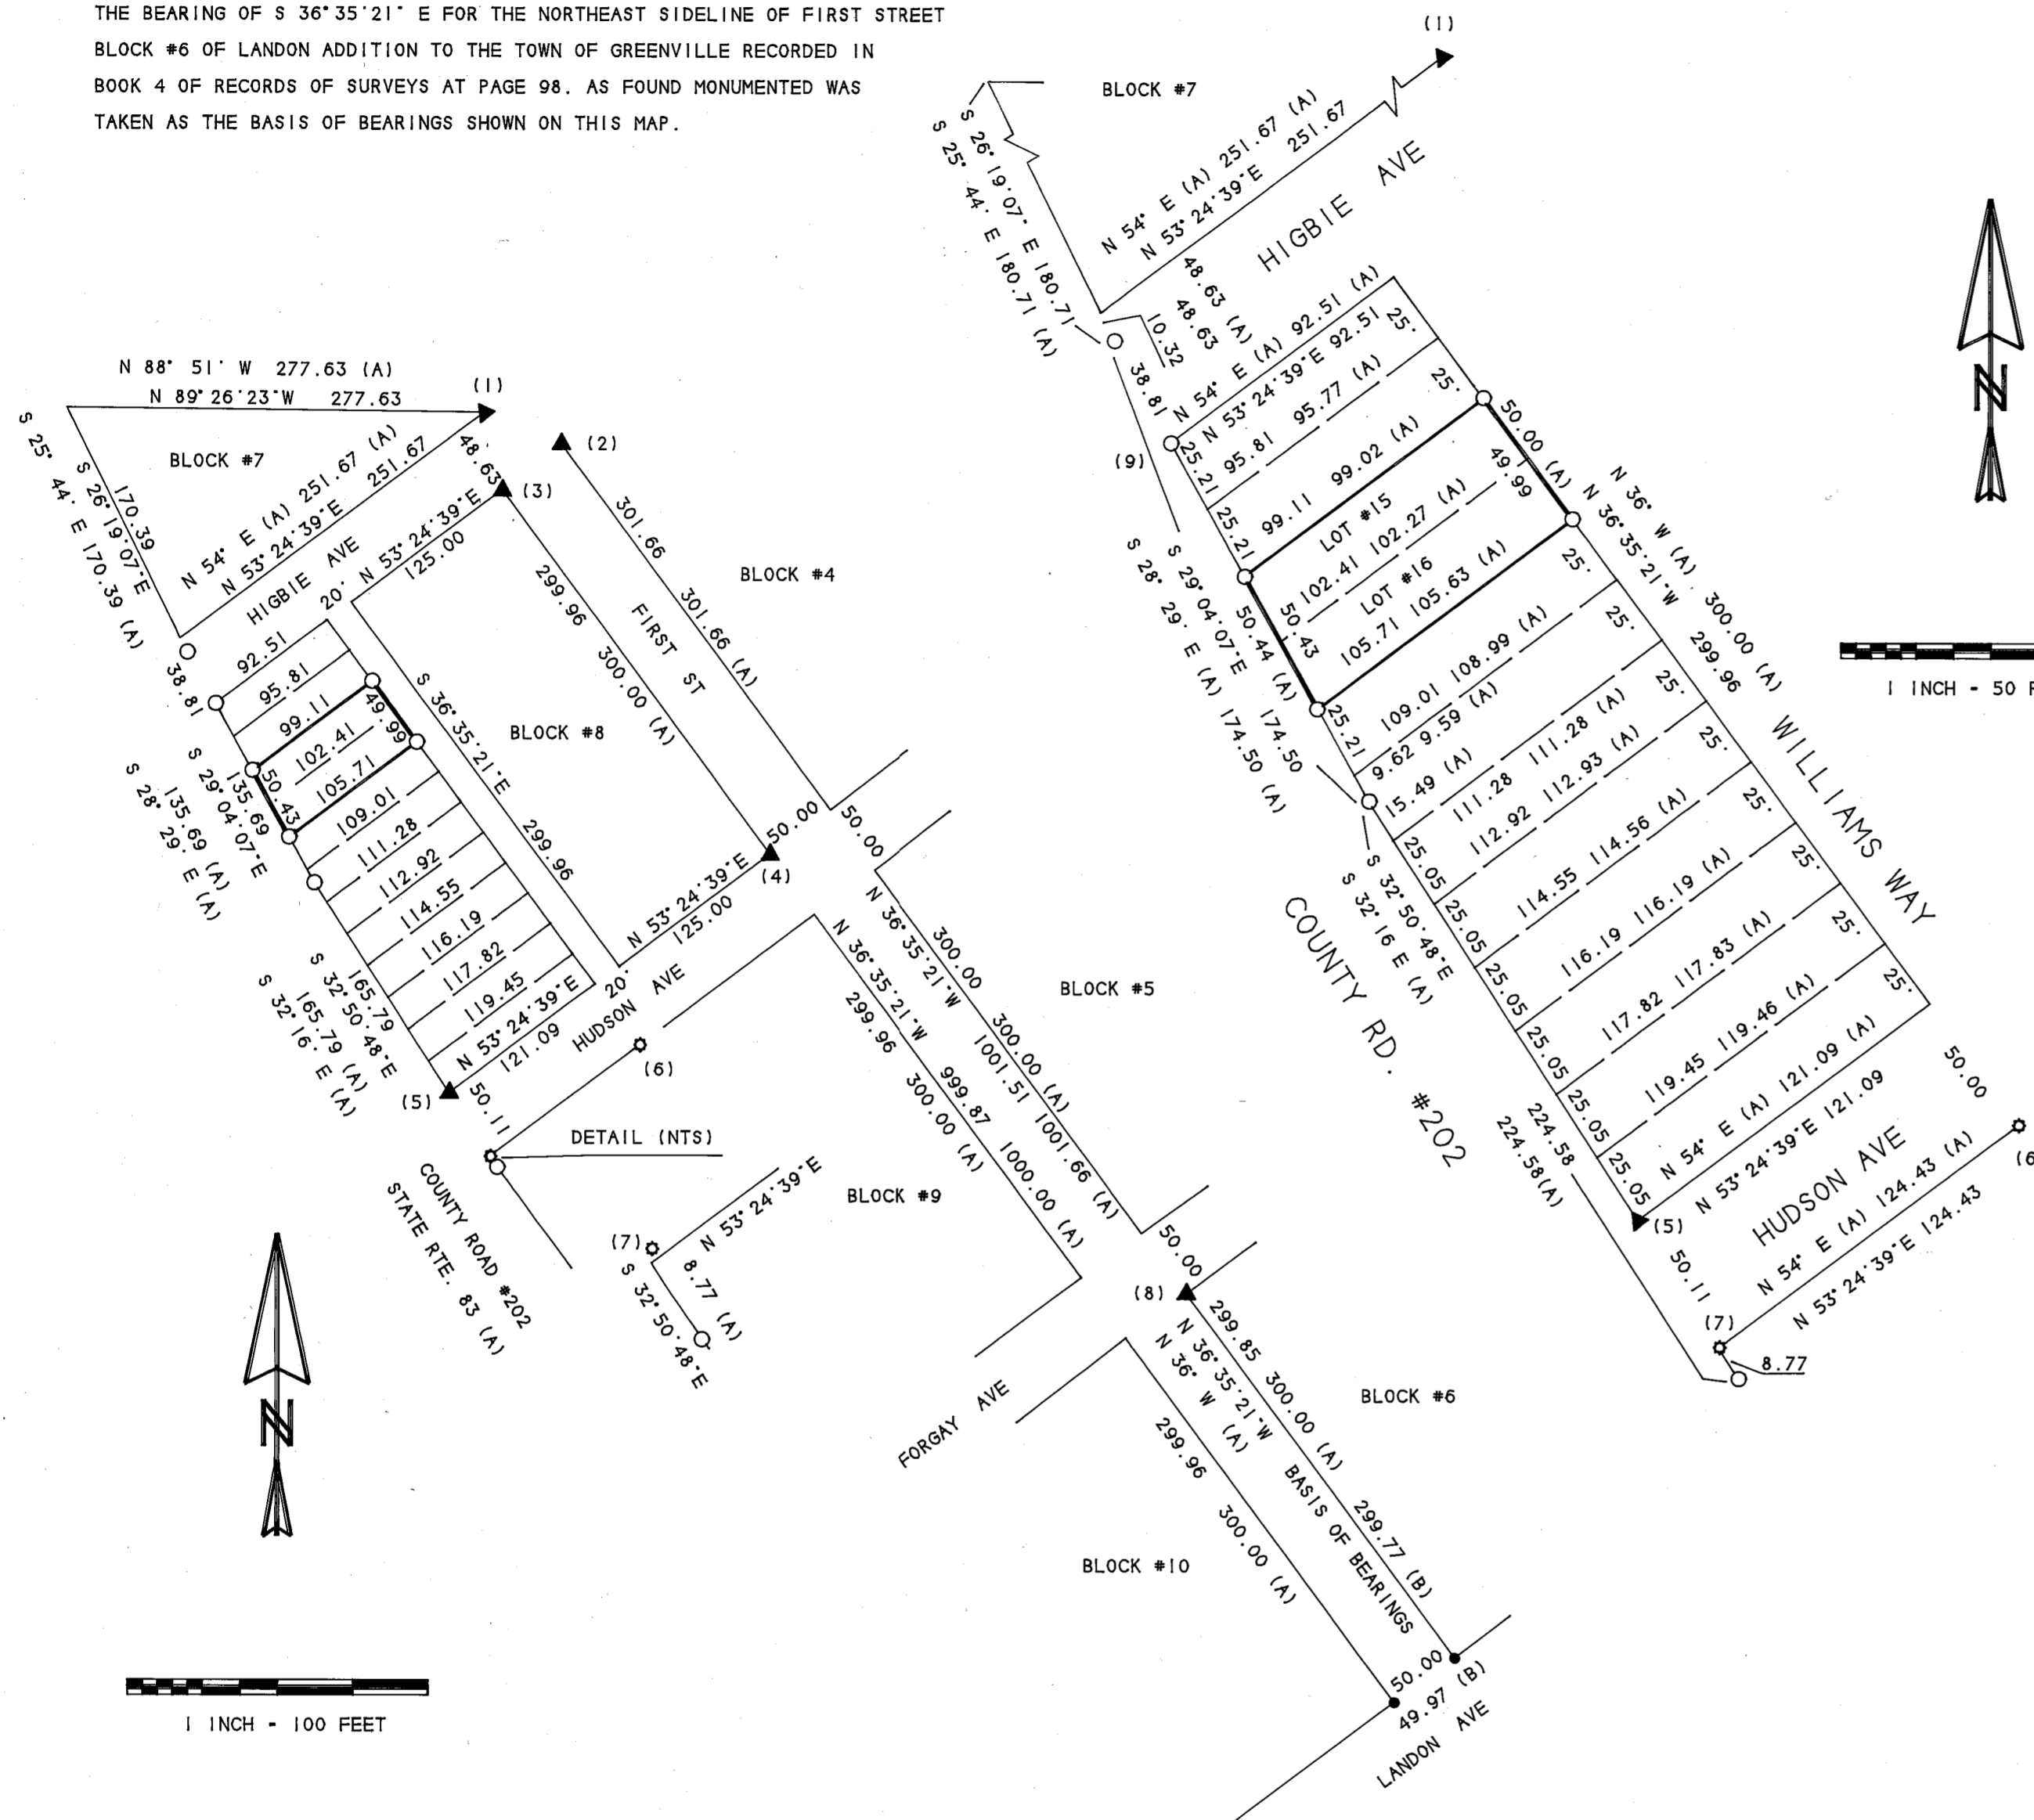 THE BEARING OF S 36°35'21" E FOR THE NORTHEAST SIDELINE OF FIRST STREET
BLOCK #6 OF LANDON ADDITION TO THE TOWN OF GREENVILLE RECORDED IN
BOOK 4 OF RECORDS OF SURVEYS AT PAGE 98. AS FOUND MONUMENTED WAS
TAKEN AS THE BASIS OF BEARINGS SHOWN ON THIS MAP.
N 88° 51' W 277.63 (A)
N 89°26'23"W 277.63
(1)
(2)
(3)
BLOCK #7
170.39
S 26°19'07"E
S 25° 44' E 170.39 (A)
N 54° E (A) 251.67 (A)
N 53°24'39"E 251.67
48.63
HIGBIE AVE
20'
N 53°24'39"E
125.00
301.66
301.66 (A)
BLOCK #4
299.96
300.00 (A)
FIRST ST
38.81
92.51
95.81
99.11
49.99
102.41
50.43
105.71
109.01
111.28
112.92
114.55
116.19
117.82
119.45
N 53°24'39"E
121.09
S 36°35'21"E
299.96
BLOCK #8
135.69
S 29°04'07"E
135.69 (A)
S 28° 29' E (A)
165.79
S 32°50'48"E
165.79 (A)
S 32°16' E (A)
50.00
50.00
(4)
N 53°24'39"E
125.00
20'
HUDSON AVE
(5)
50.11
(6)
DETAIL (NTS)
COUNTY ROAD #202
STATE RTE. 83 (A)
N 53°24'39"E
(7)
8.77 (A)
S 32°50'48"E
N 36°35'21"W 999.87 1000.00 (A)
299.96 300.00 (A)
300.00 300.00 (A)
N 36°35'21"W 1001.51 1001.66 (A)
BLOCK #5
BLOCK #9
50.00
(8)
299.85 300.00 (A) 299.77 (B)
N 36°35'21"W BASIS OF BEARINGS
N 36° W (A)
BLOCK #6
FORGAY AVE
299.96 300.00 (A)
BLOCK #10
50.00
49.97 (B)
LANDON AVE
1 INCH - 100 FEET
(1)
BLOCK #7
S 26°19'07"E 180.71
S 25° 44' E 180.71 (A)
N 54° E (A) 251.67 (A)
N 53°24'39"E 251.67
HIGBIE AVE
48.63 (A)
48.63
10.32
38.81
(9)
N 54° E (A) 92.51 (A)
N 53°24'39"E 92.51
25'
25.21
95.81 95.77 (A)
25'
25.21
99.11 99.02 (A)
50.00 (A)
49.99
LOT #15
102.41 102.27 (A)
LOT #16
50.43
50.44 (A)
105.71 105.63 (A)
25'
25.21
109.01 108.99 (A)
25'
9.62 9.59 (A)
15.49 (A)
111.28 111.28 (A)
25'
25.05
112.92 112.93 (A)
25'
25.05
114.55 114.56 (A)
25'
25.05
116.19 116.19 (A)
25'
25.05
117.82 117.83 (A)
25'
25.05
119.45 119.46 (A)
25'
25.05
N 54° E (A) 121.09 (A)
N 53°24'39"E 121.09
S 29°04'07"E 174.50
S 28° 29' E (A) 174.50 (A)
S 32°50'48"E
S 32°16 E (A)
N 36° W (A) 300.00 (A)
N 36°35'21"W 299.96
WILLIAMS WAY
COUNTY RD. #202
224.58
224.58(A)
(5)
50.11
50.00
HUDSON AVE
N 54° E (A) 124.43 (A)
N 53°24'39"E 124.43
(7)
8.77
(6
1 INCH - 50 F